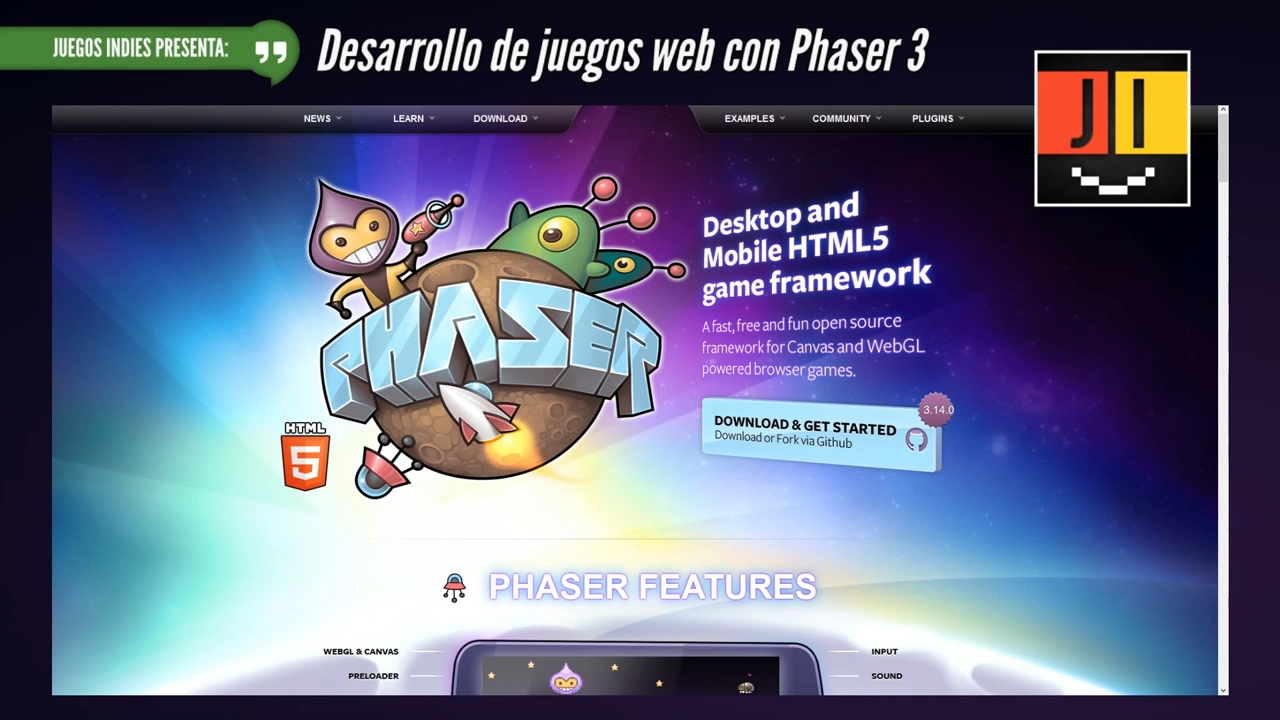 JUEGOS INDIES PRESENTA:
Desarrollo de juegos web con Phaser 3
JI
NEWS
LEARN
DOWNLOAD
EXAMPLES
COMMUNITY
PLUGINS
PHASER
Desktop and
Mobile HTML5
game framework
A fast, free and fun open source
framework for Canvas and WebGL
powered browser games.
3.14.0
DOWNLOAD & GET STARTED
Download or Fork via Github
HTML
5
PHASER FEATURES
WEBGL & CANVAS
INPUT
PRELOADER
SOUND